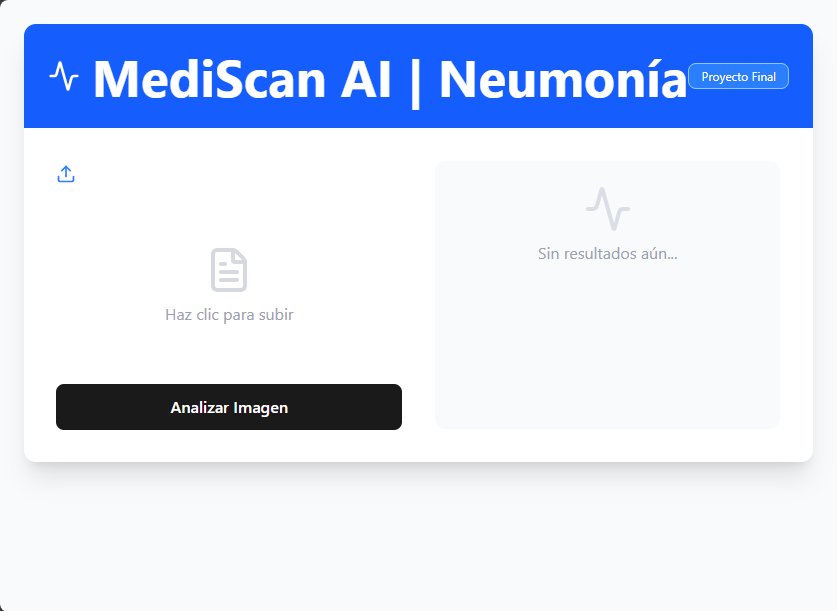 MediScan AI | Neumonía
Proyecto Final
Haz clic para subir
Analizar Imagen
Sin resultados aún...